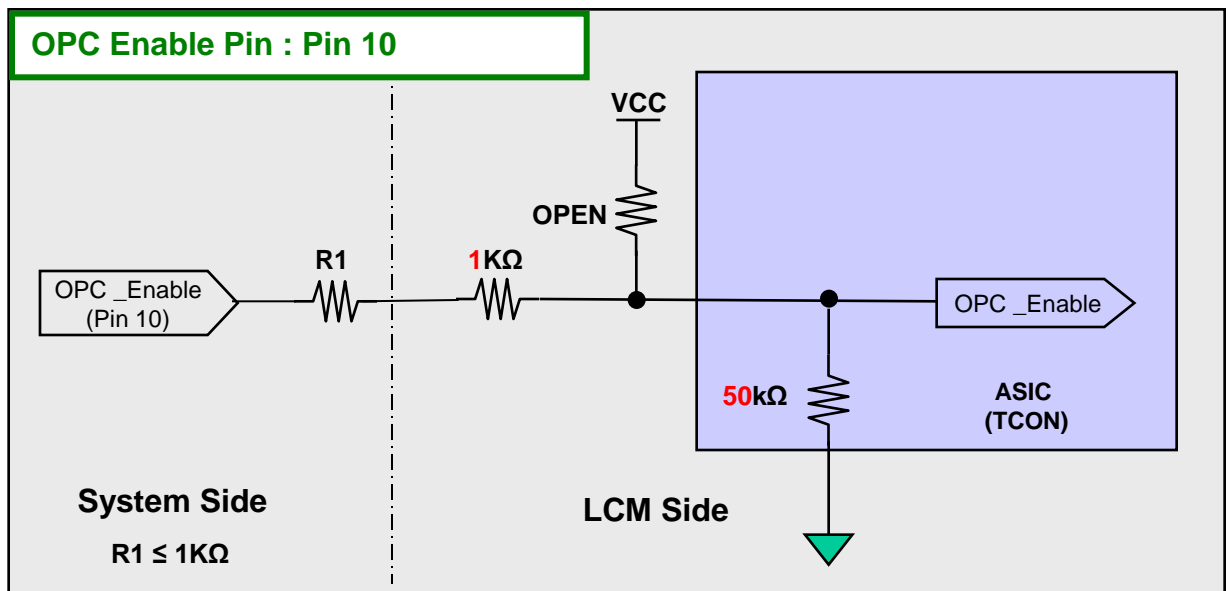 OPC Enable Pin : Pin 10
VCC
OPEN
R1
1KΩ
OPC _Enable
(Pin 10)
OPC _Enable
50kΩ
ASIC
(TCON)
System Side
LCM Side
R1 ≤ 1KΩ